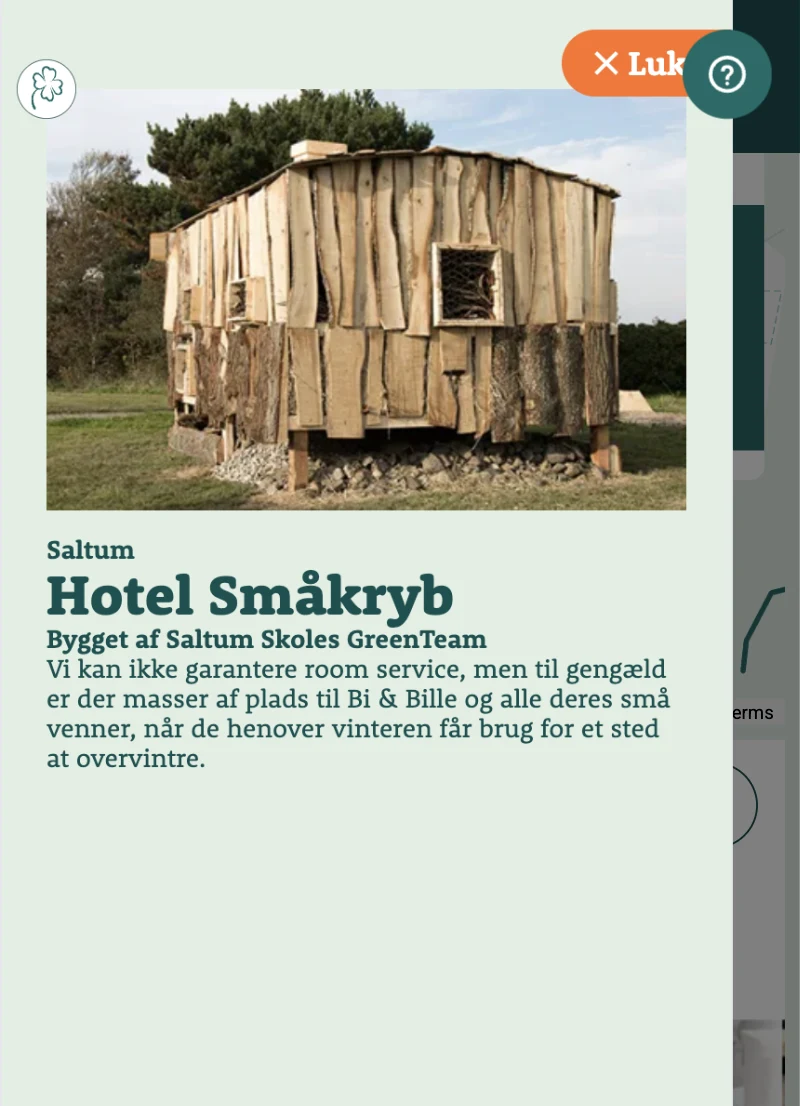 Luk
?
Saltum
Hotel Småkryb
Bygget af Saltum Skoles GreenTeam
Vi kan ikke garantere room service, men til gengæld
er der masser af plads til Bi & Bille og alle deres små
venner, når de henover vinteren får brug for et sted
at overvintre.
erms